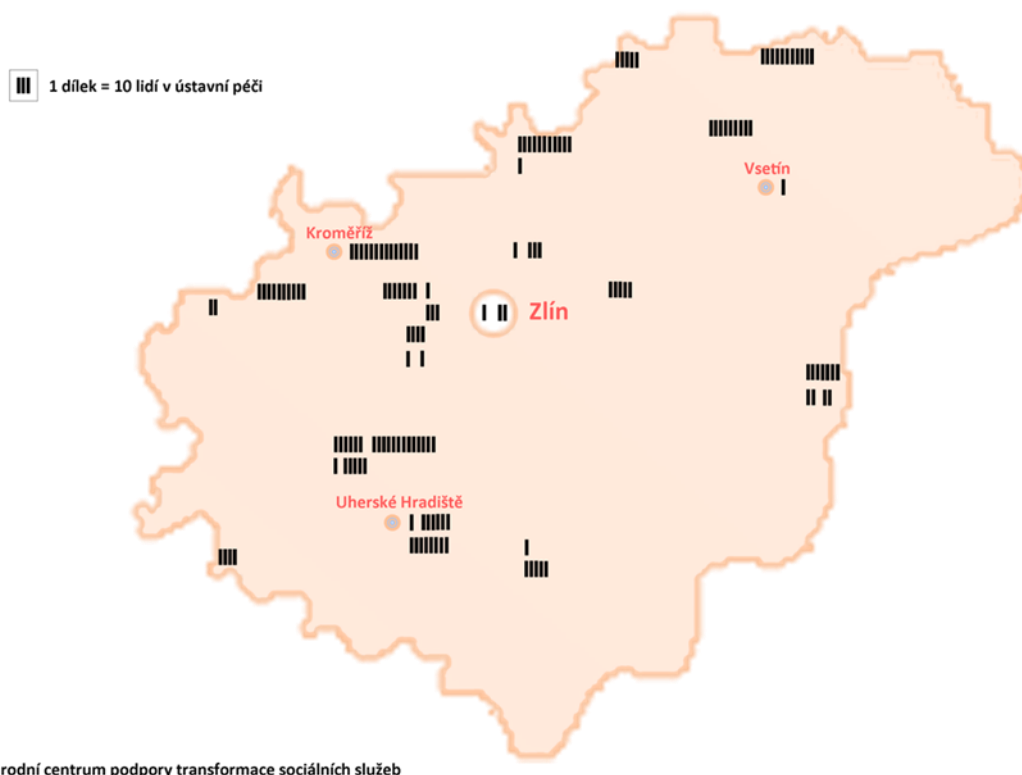 1 dílek = 10 lidí v ústavní péči
Vsetín
Kroměříž
Zlín
Uherské Hradiště
rodní centrum podpory transformace sociálních služeb